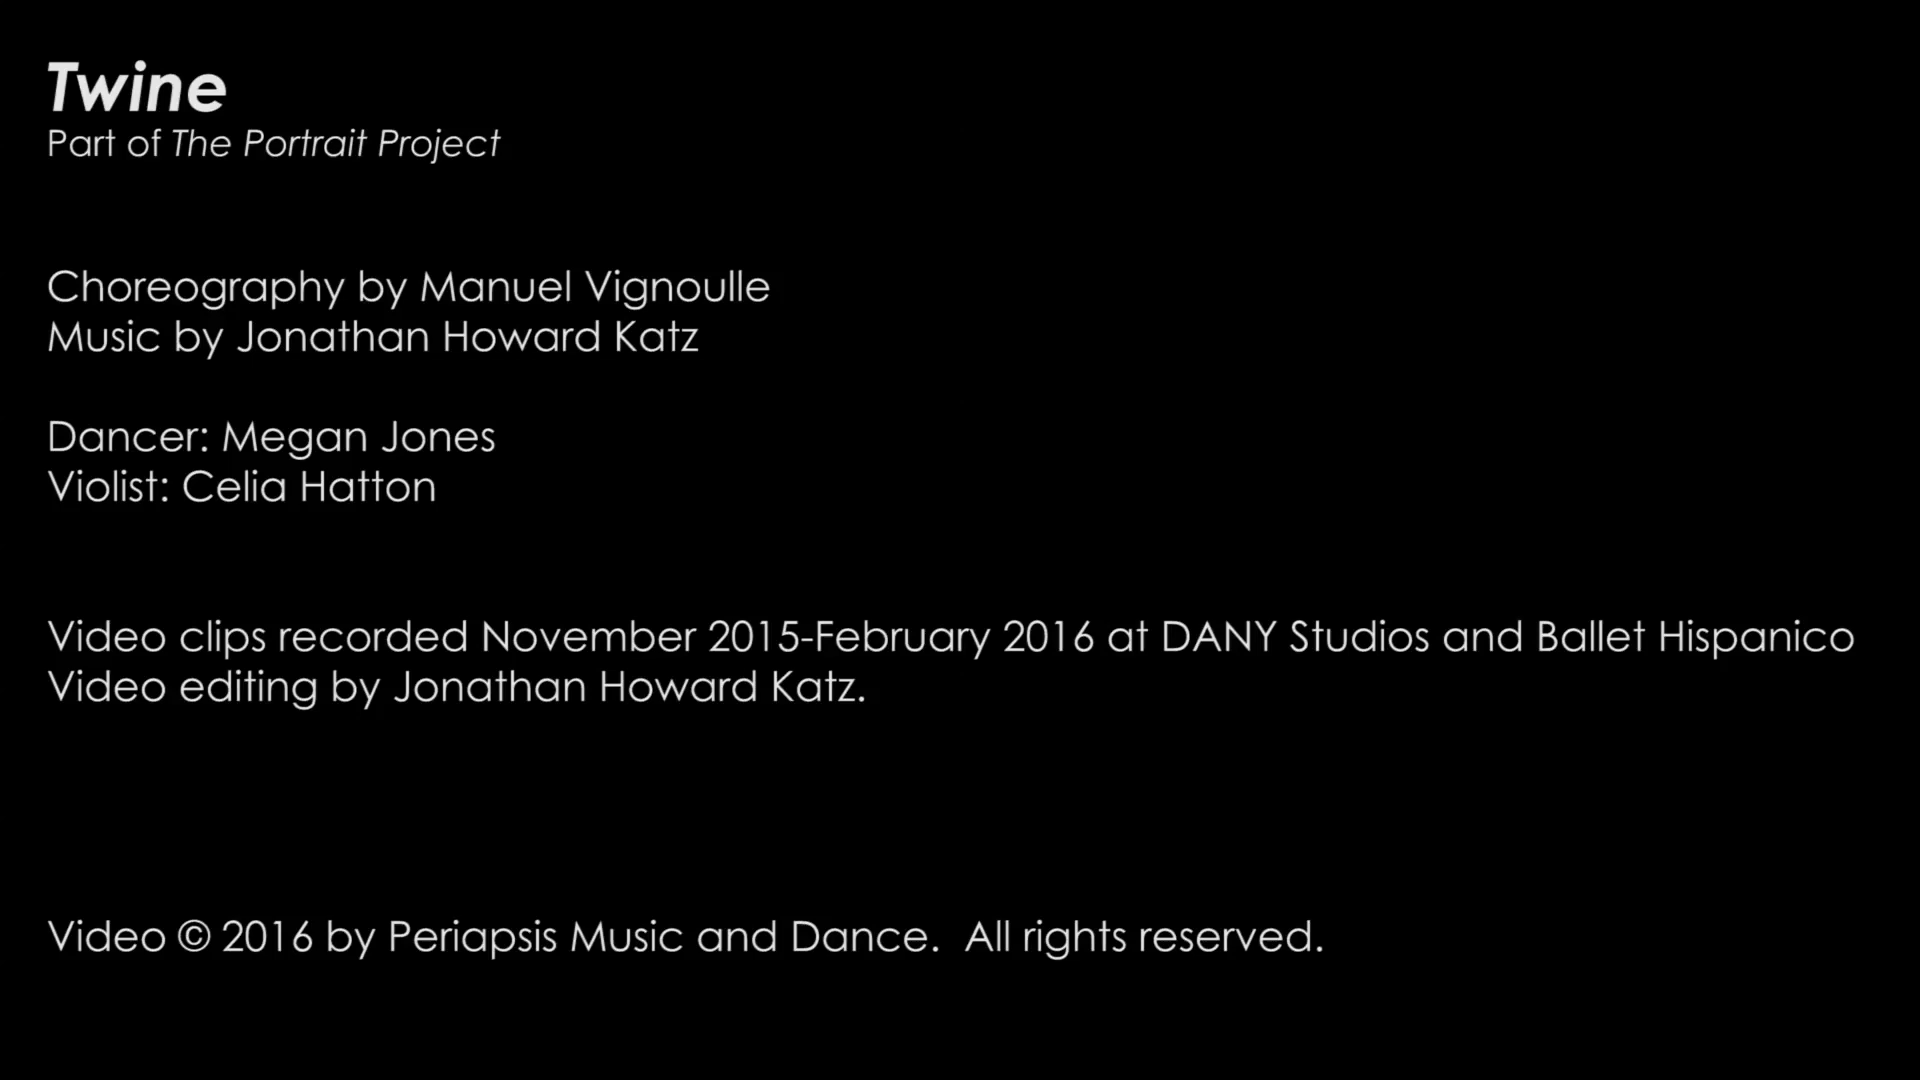 Twine
Part of The Portrait Project
Choreography by Manuel Vignoulle
Music by Jonathan Howard Katz
Dancer: Megan Jones
Violist: Celia Hatton
Video clips recorded November 2015-February 2016 at DANY Studios and Ballet Hispanico
Video editing by Jonathan Howard Katz.
Video © 2016 by Periapsis Music and Dance.  All rights reserved.